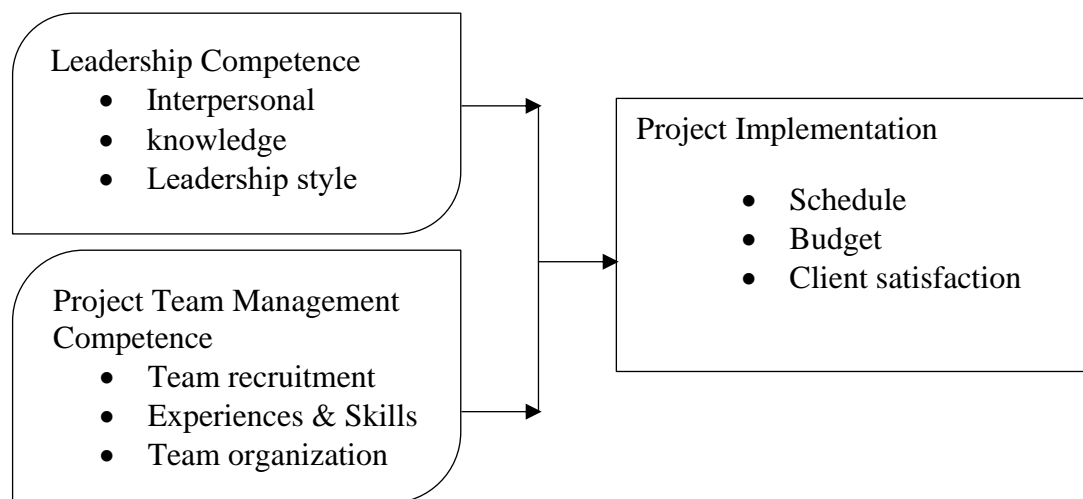 Leadership Competence
• Interpersonal
• knowledge
• Leadership style
Project Team Management
Competence
• Team recruitment
• Experiences & Skills
• Team organization
Project Implementation
• Schedule
• Budget
• Client satisfaction